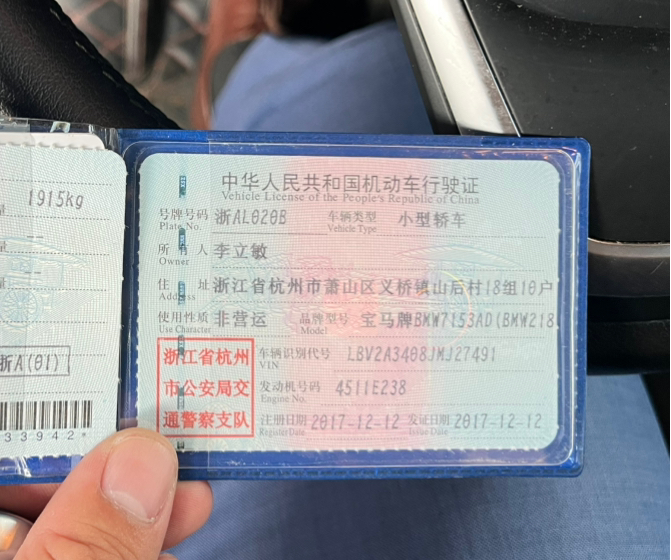 1915kg
浙A(01)
33942*
中华人民共和国机动车行驶证
Vehicle License of the People's Republic of China
号牌号码 浙AL020B 车辆类型 小型轿车
Plate No. Vehicle Type
所有人 李立敏
Owner
住址 浙江省杭州市萧山区义桥镇山后村18组10户
Address
使用性质 非营运 品牌型号 宝马牌BMW7153AD(BMW218
Use Character Model
浙江省杭州
市公安局交
通警察支队
车辆识别代号 LBV2A3408JMJ27491
VIN
发动机号码 4511E238
Engine No.
注册日期 2017-12-12 发证日期 2017-12-12
Register Date Issue Date